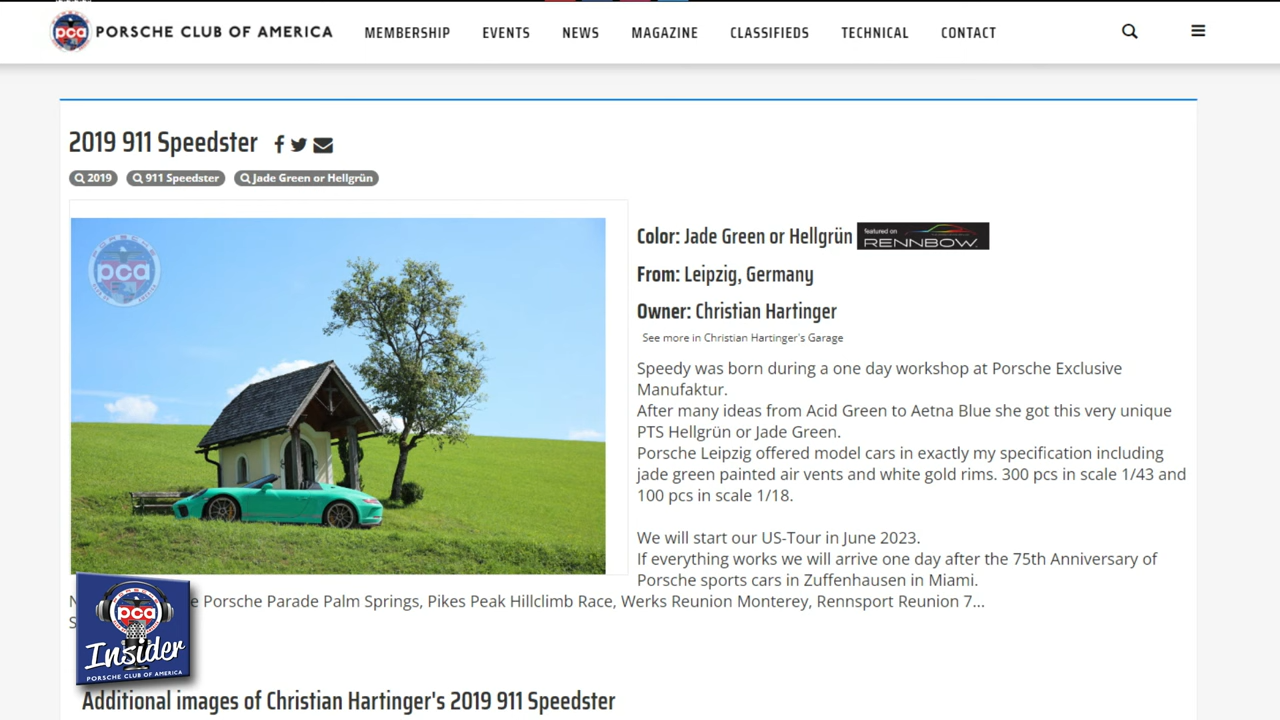 PORSCHE CLUB OF AMERICA MEMBERSHIP EVENTS NEWS MAGAZINE CLASSIFIEDS TECHNICAL CONTACT
pca
2019 911 Speedster
2019 911 Speedster Jade Green or Hellgrün
PORSCHE
pca
Color: Jade Green or Hellgrün
featured on
RENNBOW
From: Leipzig, Germany
Owner: Christian Hartinger
See more in Christian Hartinger's Garage
Speedy was born during a one day workshop at Porsche Exclusive
Manufaktur.
After many ideas from Acid Green to Aetna Blue she got this very unique
PTS Hellgrün or Jade Green.
Porsche Leipzig offered model cars in exactly my specification including
jade green painted air vents and white gold rims. 300 pcs in scale 1/43 and
100 pcs in scale 1/18.
We will start our US-Tour in June 2023.
If everything works we will arrive one day after the 75th Anniversary of
Porsche sports cars in Zuffenhausen in Miami.
Porsche Parade Palm Springs, Pikes Peak Hillclimb Race, Werks Reunion Monterey, Rennsport Reunion 7...
pca
Insider
PORSCHE CLUB OF AMERICA
Additional images of Christian Hartinger's 2019 911 Speedster